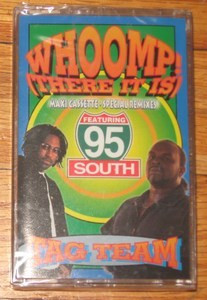 WHOOMP!
(THERE IT IS)
MAXI CASSETTE - SPECIAL REMIXES
FEATURING
95
SOUTH
TAG TEAM